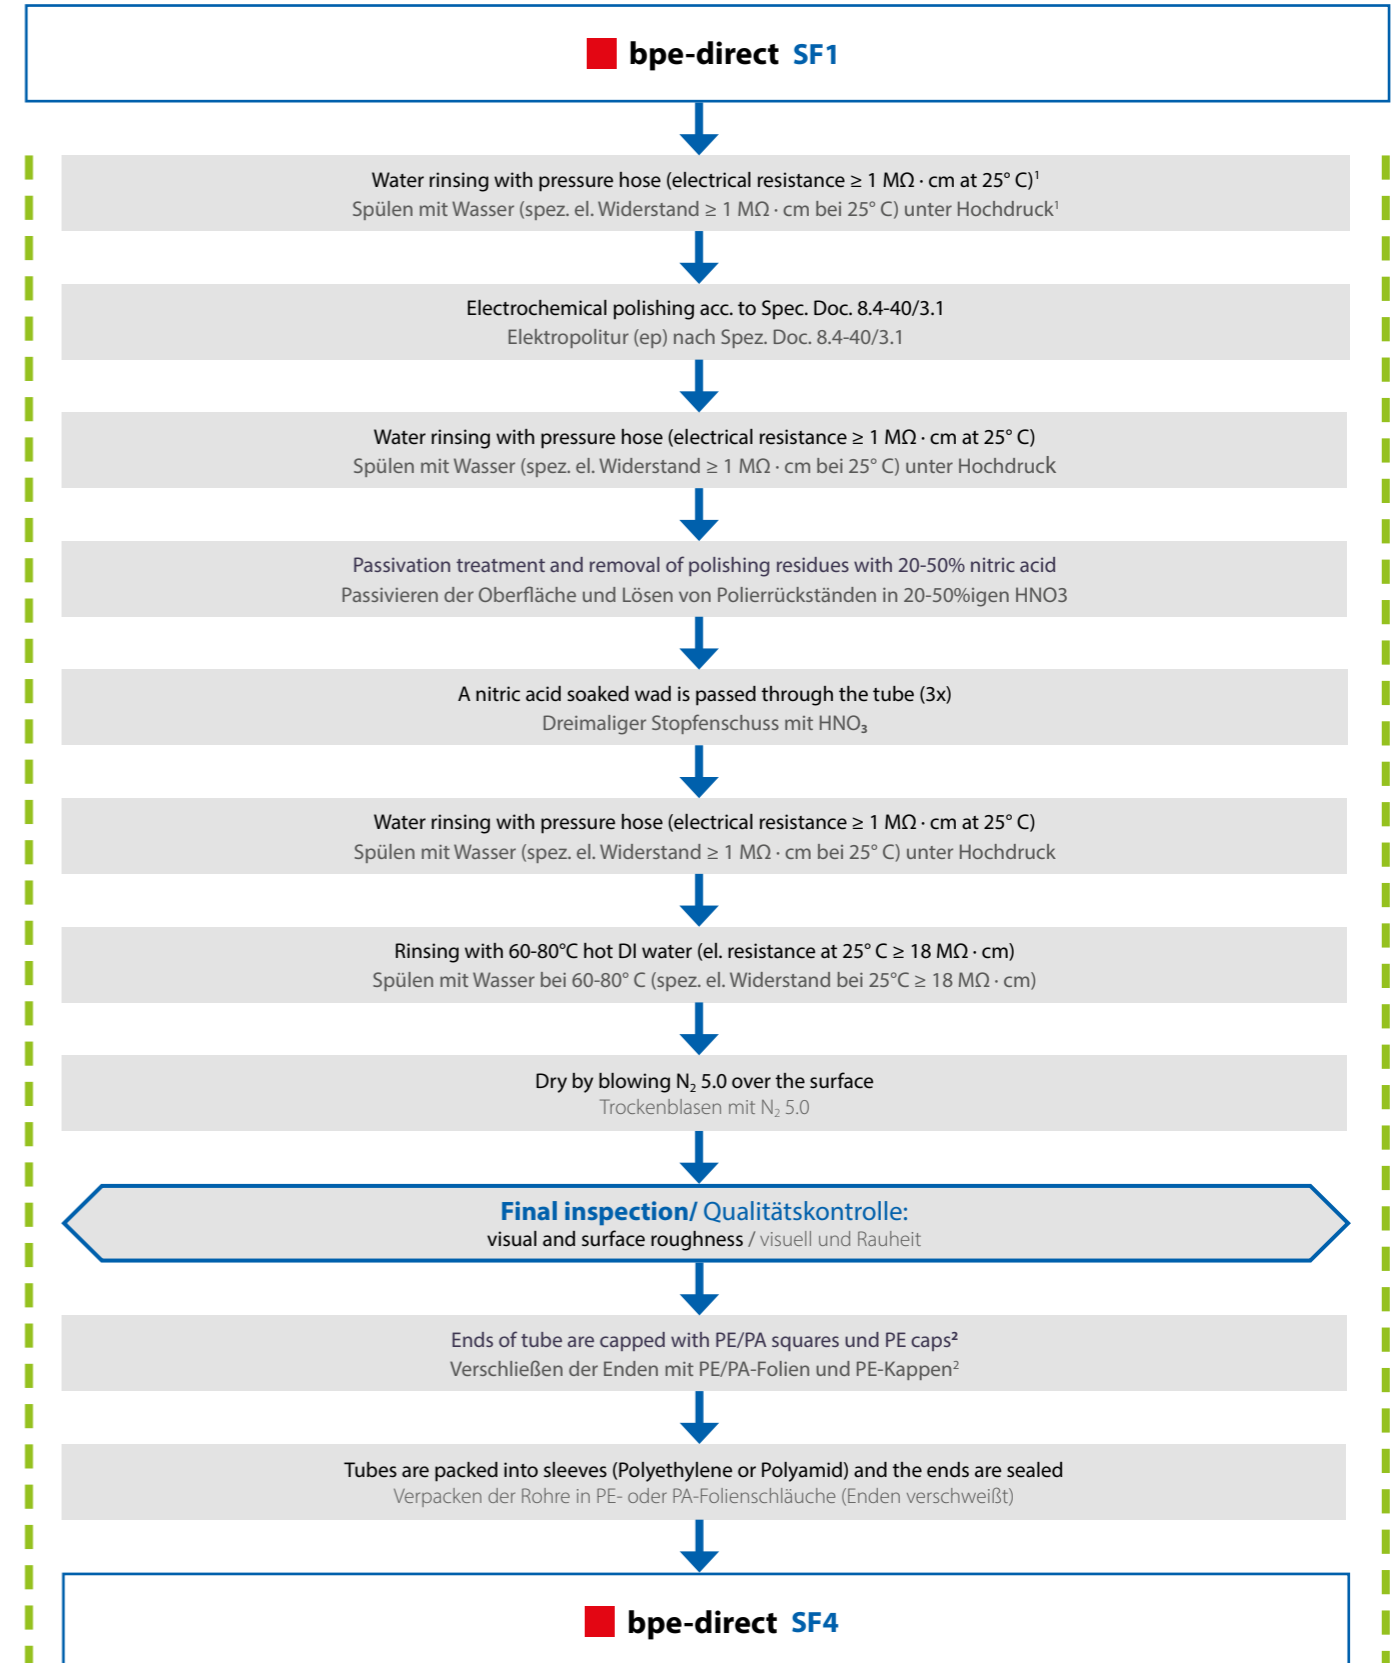 bpe-direct SF1
Water rinsing with pressure hose (electrical resistance ≥ 1 MΩ · cm at 25° C)¹
Spülen mit Wasser (spez. el. Widerstand ≥ 1 MΩ · cm bei 25° C) unter Hochdruck¹
Electrochemical polishing acc. to Spec. Doc. 8.4-40/3.1
Elektropolitur (ep) nach Spez. Doc. 8.4-40/3.1
Water rinsing with pressure hose (electrical resistance ≥ 1 MΩ · cm at 25° C)
Spülen mit Wasser (spez. el. Widerstand ≥ 1 MΩ · cm bei 25° C) unter Hochdruck
Passivation treatment and removal of polishing residues with 20-50% nitric acid
Passivieren der Oberfläche und Lösen von Polierrückständen in 20-50%igen HNO3
A nitric acid soaked wad is passed through the tube (3x)
Dreimaliger Stopfenschuss mit HNO₃
Water rinsing with pressure hose (electrical resistance ≥ 1 MΩ · cm at 25° C)
Spülen mit Wasser (spez. el. Widerstand ≥ 1 MΩ · cm bei 25° C) unter Hochdruck
Rinsing with 60-80°C hot DI water (el. resistance at 25° C ≥ 18 MΩ · cm)
Spülen mit Wasser bei 60-80° C (spez. el. Widerstand bei 25°C ≥ 18 MΩ · cm)
Dry by blowing N₂ 5.0 over the surface
Trockenblasen mit N₂ 5.0
Final inspection/ Qualitätskontrolle:
visual and surface roughness / visuell und Rauheit
Ends of tube are capped with PE/PA squares und PE caps²
Verschließen der Enden mit PE/PA-Folien und PE-Kappen²
Tubes are packed into sleeves (Polyethylene or Polyamid) and the ends are sealed
Verpacken der Rohre in PE- oder PA-Folienschläuche (Enden verschweißt)
bpe-direct SF4